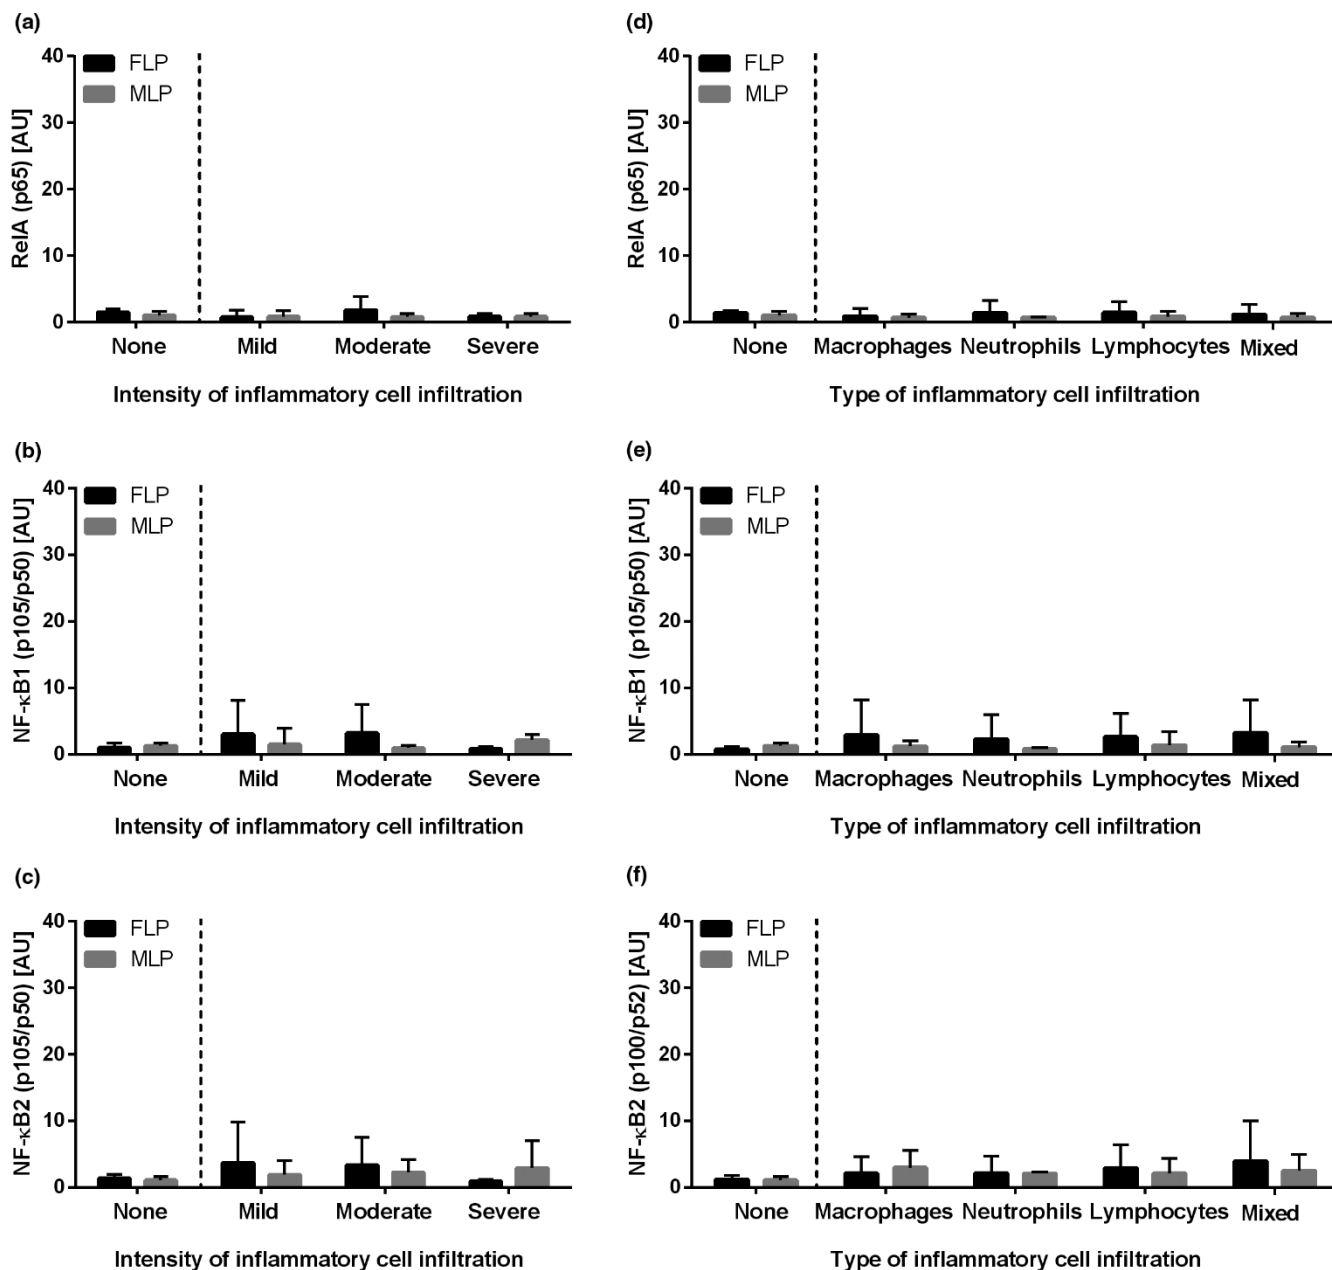 (a)
RelA (p65) [AU]
40
30
20
10
0
FLP
MLP
None Mild Moderate Severe
Intensity of inflammatory cell infiltration
(d)
RelA (p65) [AU]
40
30
20
10
0
FLP
MLP
None Macrophages Neutrophils Lymphocytes Mixed
Type of inflammatory cell infiltration
(b)
NF-κB1 (p105/p50) [AU]
40
30
20
10
0
FLP
MLP
None Mild Moderate Severe
Intensity of inflammatory cell infiltration
(e)
NF-κB1 (p105/p50) [AU]
40
30
20
10
0
FLP
MLP
None Macrophages Neutrophils Lymphocytes Mixed
Type of inflammatory cell infiltration
(c)
NF-κB2 (p105/p50) [AU]
40
30
20
10
0
FLP
MLP
None Mild Moderate Severe
Intensity of inflammatory cell infiltration
(f)
NF-κB2 (p100/p52) [AU]
40
30
20
10
0
FLP
MLP
None Macrophages Neutrophils Lymphocytes Mixed
Type of inflammatory cell infiltration